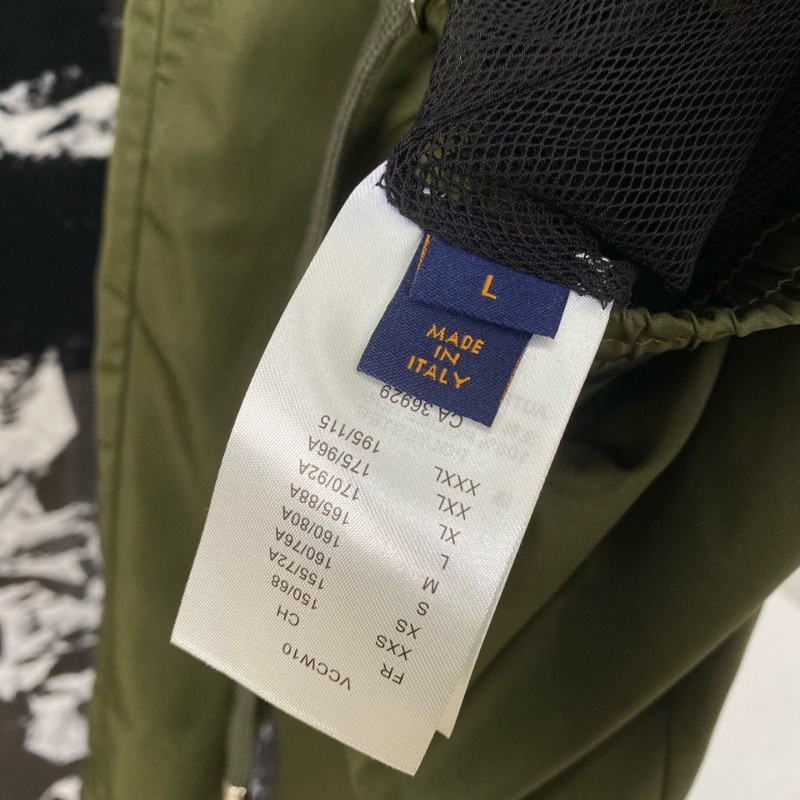 L
MADE
IN
ITALY
VCCW10
FR CH
XXS 150/68
XS 155/72A
S 160/76A
M 160/80A
L 165/88A
XL 170/92A
XXL 175/96A
XXXL 195/115
CA 36929